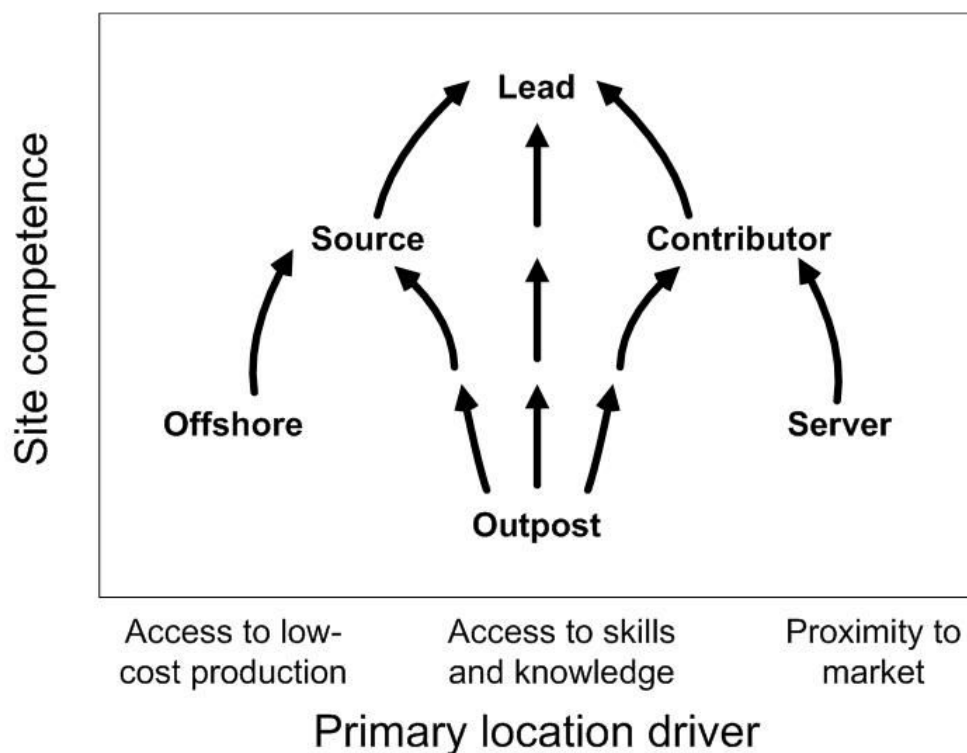 Lead
Source
Contributor
Offshore
Server
Outpost
Site competence
Access to low-
cost production
Access to skills
and knowledge
Proximity to
market
Primary location driver